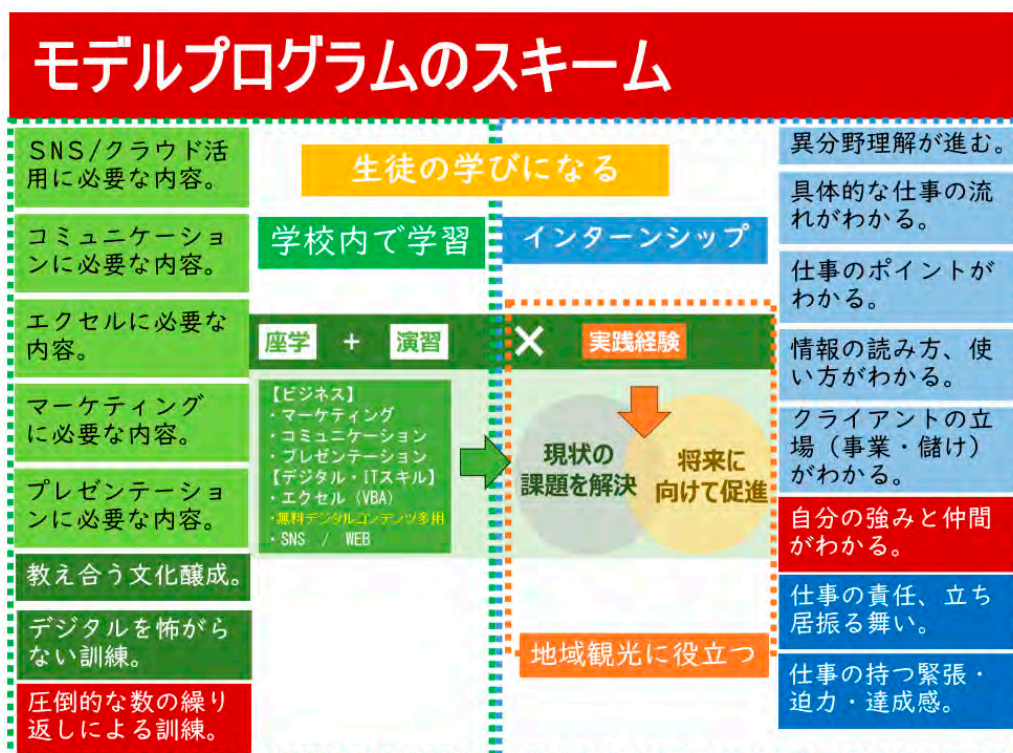 モデルプログラムのスキーム
SNS/クラウド活
用に必要な内容。
コミュニケーショ
ンに必要な内容。
エクセルに必要な
内容。
マーケティング
に必要な内容。
プレゼンテーショ
ンに必要な内容。
教え合う文化醸成。
デジタルを怖がら
ない訓練。
圧倒的な数の繰り
返しによる訓練。
生徒の学びになる
学校内で学習
インターンシップ
座学 + 演習 × 実践経験
【ビジネス】
・マーケティング
・コミュニケーション
・プレゼンテーション
【デジタル・ITスキル】
・エクセル（VBA）
・無料デジタルコンテンツ多用
・SNS / WEB
現状の
課題を解決
将来に
向けて促進
地域観光に役立つ
異分野理解が進む。
具体的な仕事の流
れがわかる。
仕事のポイントが
わかる。
情報の読み方、使
い方がわかる。
クライアントの立
場（事業・儲け）
がわかる。
自分の強みと仲間
がわかる。
仕事の責任、立ち
居振る舞い。
仕事の持つ緊張・
迫力・達成感。